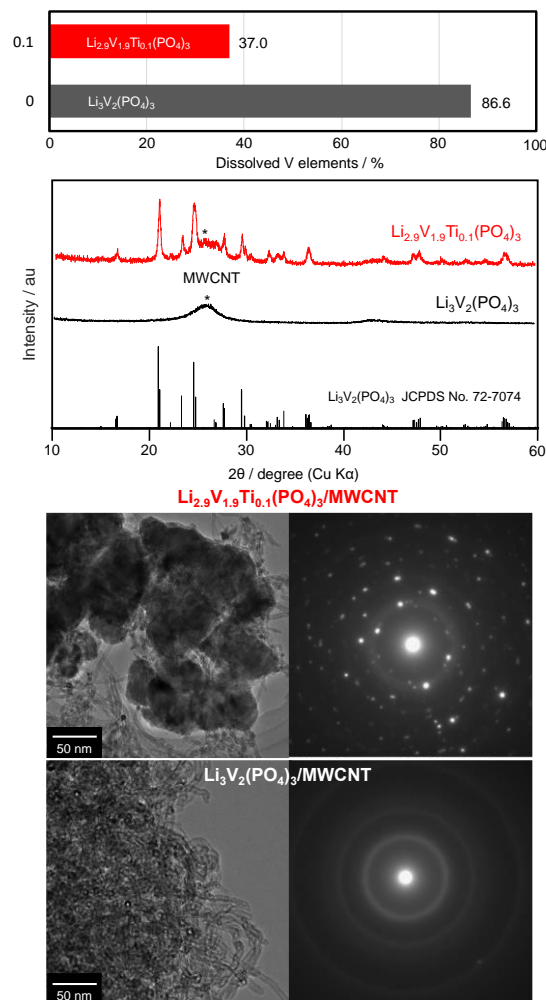 0.1
Li₂.₉V₁.₉Ti₀.₁(PO₄)₃
37.0
0
Li₃V₂(PO₄)₃
86.6
0 20 40 60 80 100
Dissolved V elements / %
Intensity / au
*
Li₂.₉V₁.₉Ti₀.₁(PO₄)₃
MWCNT
*
Li₃V₂(PO₄)₃
Li₃V₂(PO₄)₃ JCPDS No. 72-7074
10 20 30 40 50 60
2θ / degree (Cu Kα)
Li₂.₉V₁.₉Ti₀.₁(PO₄)₃/MWCNT
50 nm
Li₃V₂(PO₄)₃/MWCNT
50 nm